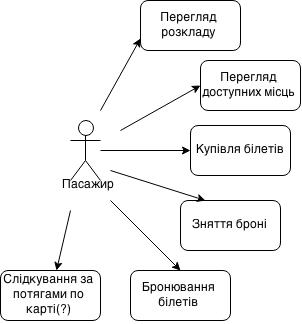 Перегляд
розкладу
Перегляд
доступних місць
Купівля білетів
Пасажир
Зняття броні
Слідкування за
потягами по
карті(?)
Бронювання
білетів